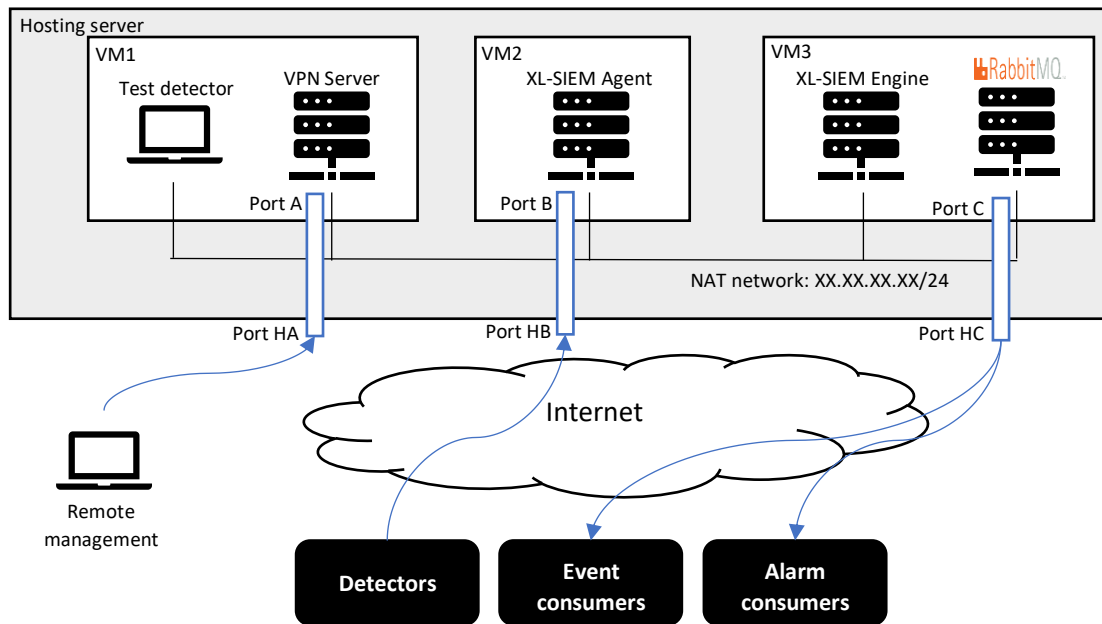 Hosting server
VM1
VM2
VM3
Test detector
VPN Server
XL-SIEM Agent
XL-SIEM Engine
RabbitMQ
Port A
Port B
Port C
NAT network: XX.XX.XX.XX/24
Port HA
Port HB
Port HC
Internet
Remote
management
Detectors
Event
consumers
Alarm
consumers